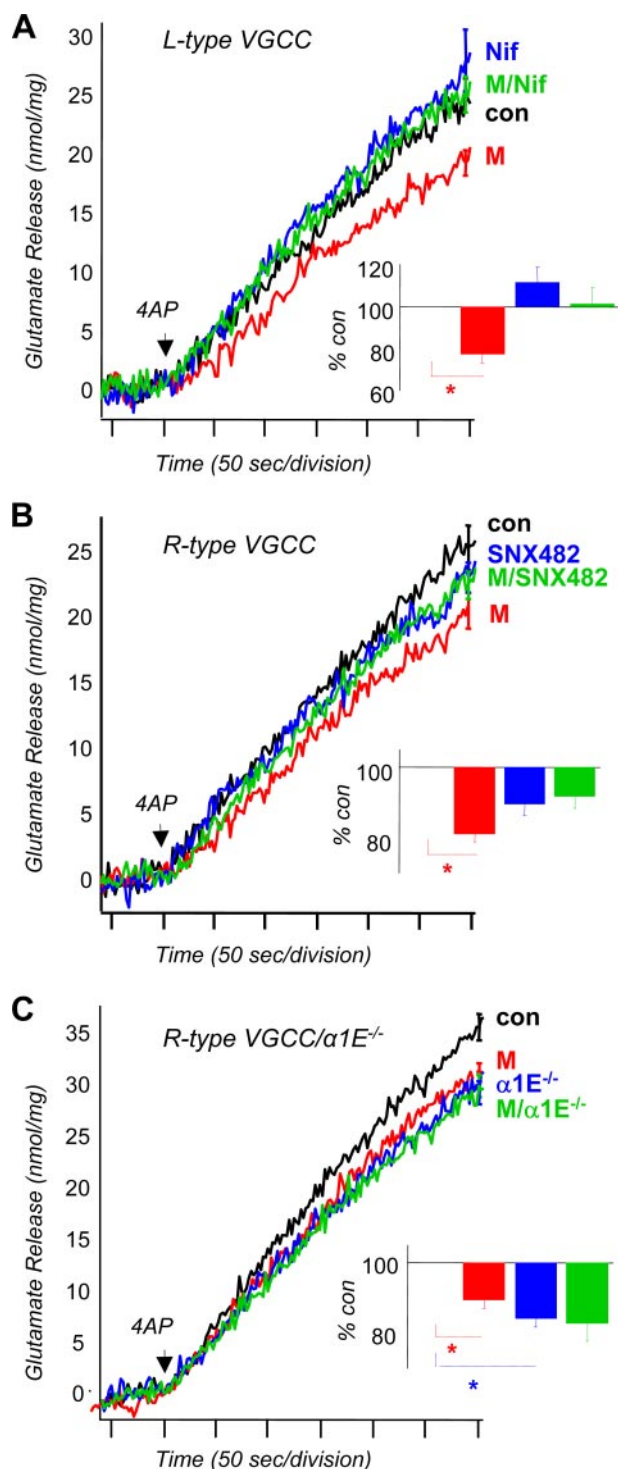 A
L-type VGCC
30
25
20
15
10
5
0
Glutamate Release (nmol/mg)
4AP
Nif
M/Nif
con
M
120
100
80
60
% con
*
Time (50 sec/division)
B
R-type VGCC
25
20
15
10
5
0
Glutamate Release (nmol/mg)
4AP
con
SNX482
M/SNX482
M
100
80
% con
*
Time (50 sec/division)
C
R-type VGCC/α1E-/-
35
30
25
20
15
10
5
0
Glutamate Release (nmol/mg)
4AP
con
M
α1E-/-
M/α1E-/-
100
80
% con
*
*
Time (50 sec/division)